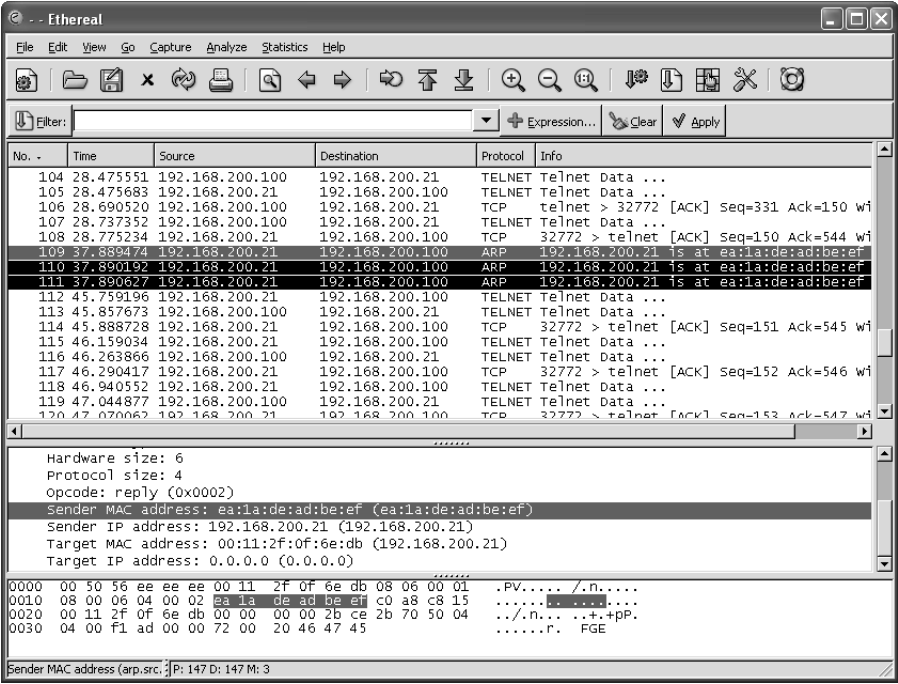 - - Ethereal
File Edit View Go Capture Analyze Statistics Help
Filter: Expression... Clear Apply
No. - Time Source Destination Protocol Info
104 28.475551 192.168.200.100 192.168.200.21 TELNET Telnet Data ...
105 28.475683 192.168.200.21 192.168.200.100 TELNET Telnet Data ...
106 28.690520 192.168.200.100 192.168.200.21 TCP telnet > 32772 [ACK] Seq=331 Ack=150 Wi
107 28.737352 192.168.200.100 192.168.200.21 TELNET Telnet Data ...
108 28.775234 192.168.200.21 192.168.200.100 TCP 32772 > telnet [ACK] Seq=150 Ack=544 Wi
109 37.889474 192.168.200.21 192.168.200.100 ARP 192.168.200.21 is at ea:1a:de:ad:be:ef
110 37.890192 192.168.200.21 192.168.200.100 ARP 192.168.200.21 is at ea:1a:de:ad:be:ef
111 37.890627 192.168.200.21 192.168.200.100 ARP 192.168.200.21 is at ea:1a:de:ad:be:ef
112 45.759196 192.168.200.21 192.168.200.100 TELNET Telnet Data ...
113 45.857673 192.168.200.100 192.168.200.21 TELNET Telnet Data ...
114 45.888728 192.168.200.21 192.168.200.100 TCP 32772 > telnet [ACK] Seq=151 Ack=545 Wi
115 46.159034 192.168.200.21 192.168.200.100 TELNET Telnet Data ...
116 46.263866 192.168.200.100 192.168.200.21 TELNET Telnet Data ...
117 46.290417 192.168.200.21 192.168.200.100 TCP 32772 > telnet [ACK] Seq=152 Ack=546 Wi
118 46.940552 192.168.200.21 192.168.200.100 TELNET Telnet Data ...
119 47.044877 192.168.200.100 192.168.200.21 TELNET Telnet Data ...
120 47.070062 192.168.200.21 192.168.200.100 TCP 32772 > telnet [ACK] Seq=153 Ack=547 Wi
Hardware size: 6
Protocol size: 4
Opcode: reply (0x0002)
Sender MAC address: ea:1a:de:ad:be:ef (ea:1a:de:ad:be:ef)
Sender IP address: 192.168.200.21 (192.168.200.21)
Target MAC address: 00:11:2f:0f:6e:db (192.168.200.21)
Target IP address: 0.0.0.0 (0.0.0.0)
0000 00 50 56 ee ee ee 00 11 2f 0f 6e db 08 06 00 01 .PV..... /.n.....
0010 08 00 06 04 00 02 ea 1a de ad be ef c0 a8 c8 15 ........ ........
0020 00 11 2f 0f 6e db 00 00 00 00 2b ce 2b 70 50 04 ../.n... ..+.+pP.
0030 04 00 f1 ad 00 00 72 00 20 46 47 45 ......r. FGE
Sender MAC address (arp.src. P: 147 D: 147 M: 3